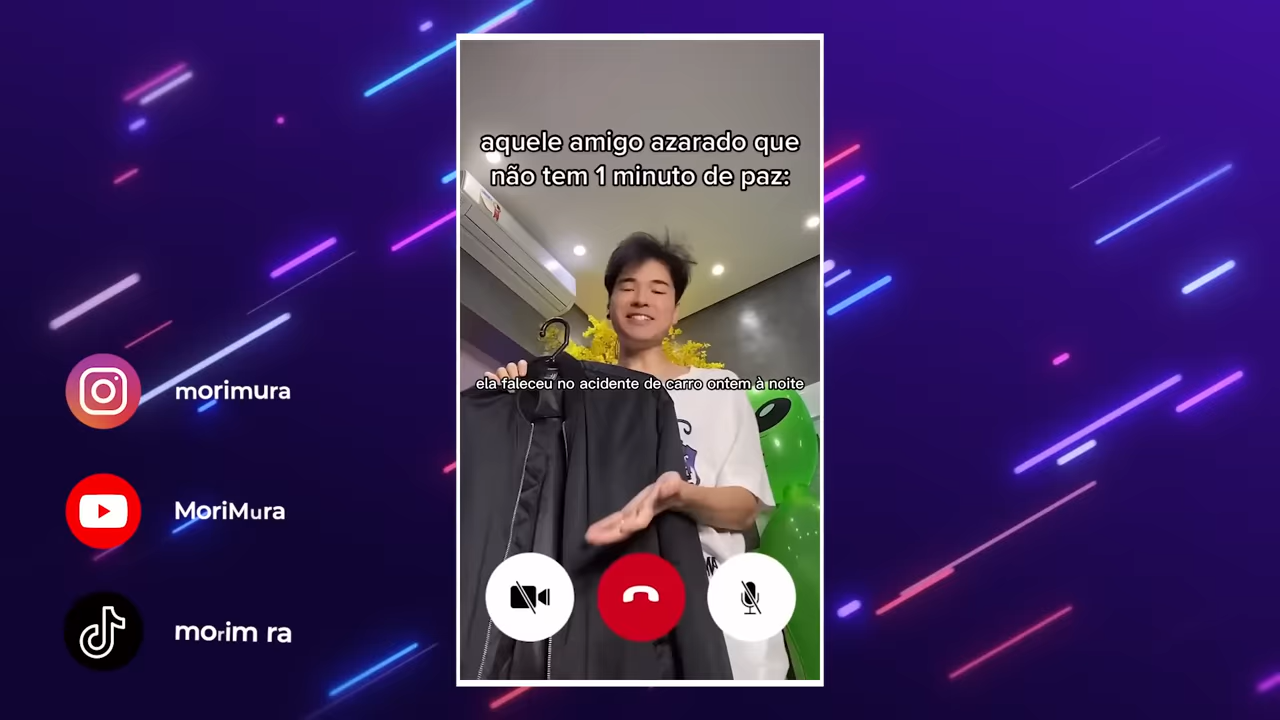 aquele amigo azarado que
não tem 1 minuto de paz:
ela faleceu no acidente de carro ontem à noite
morimura
MoriMura
morim ra